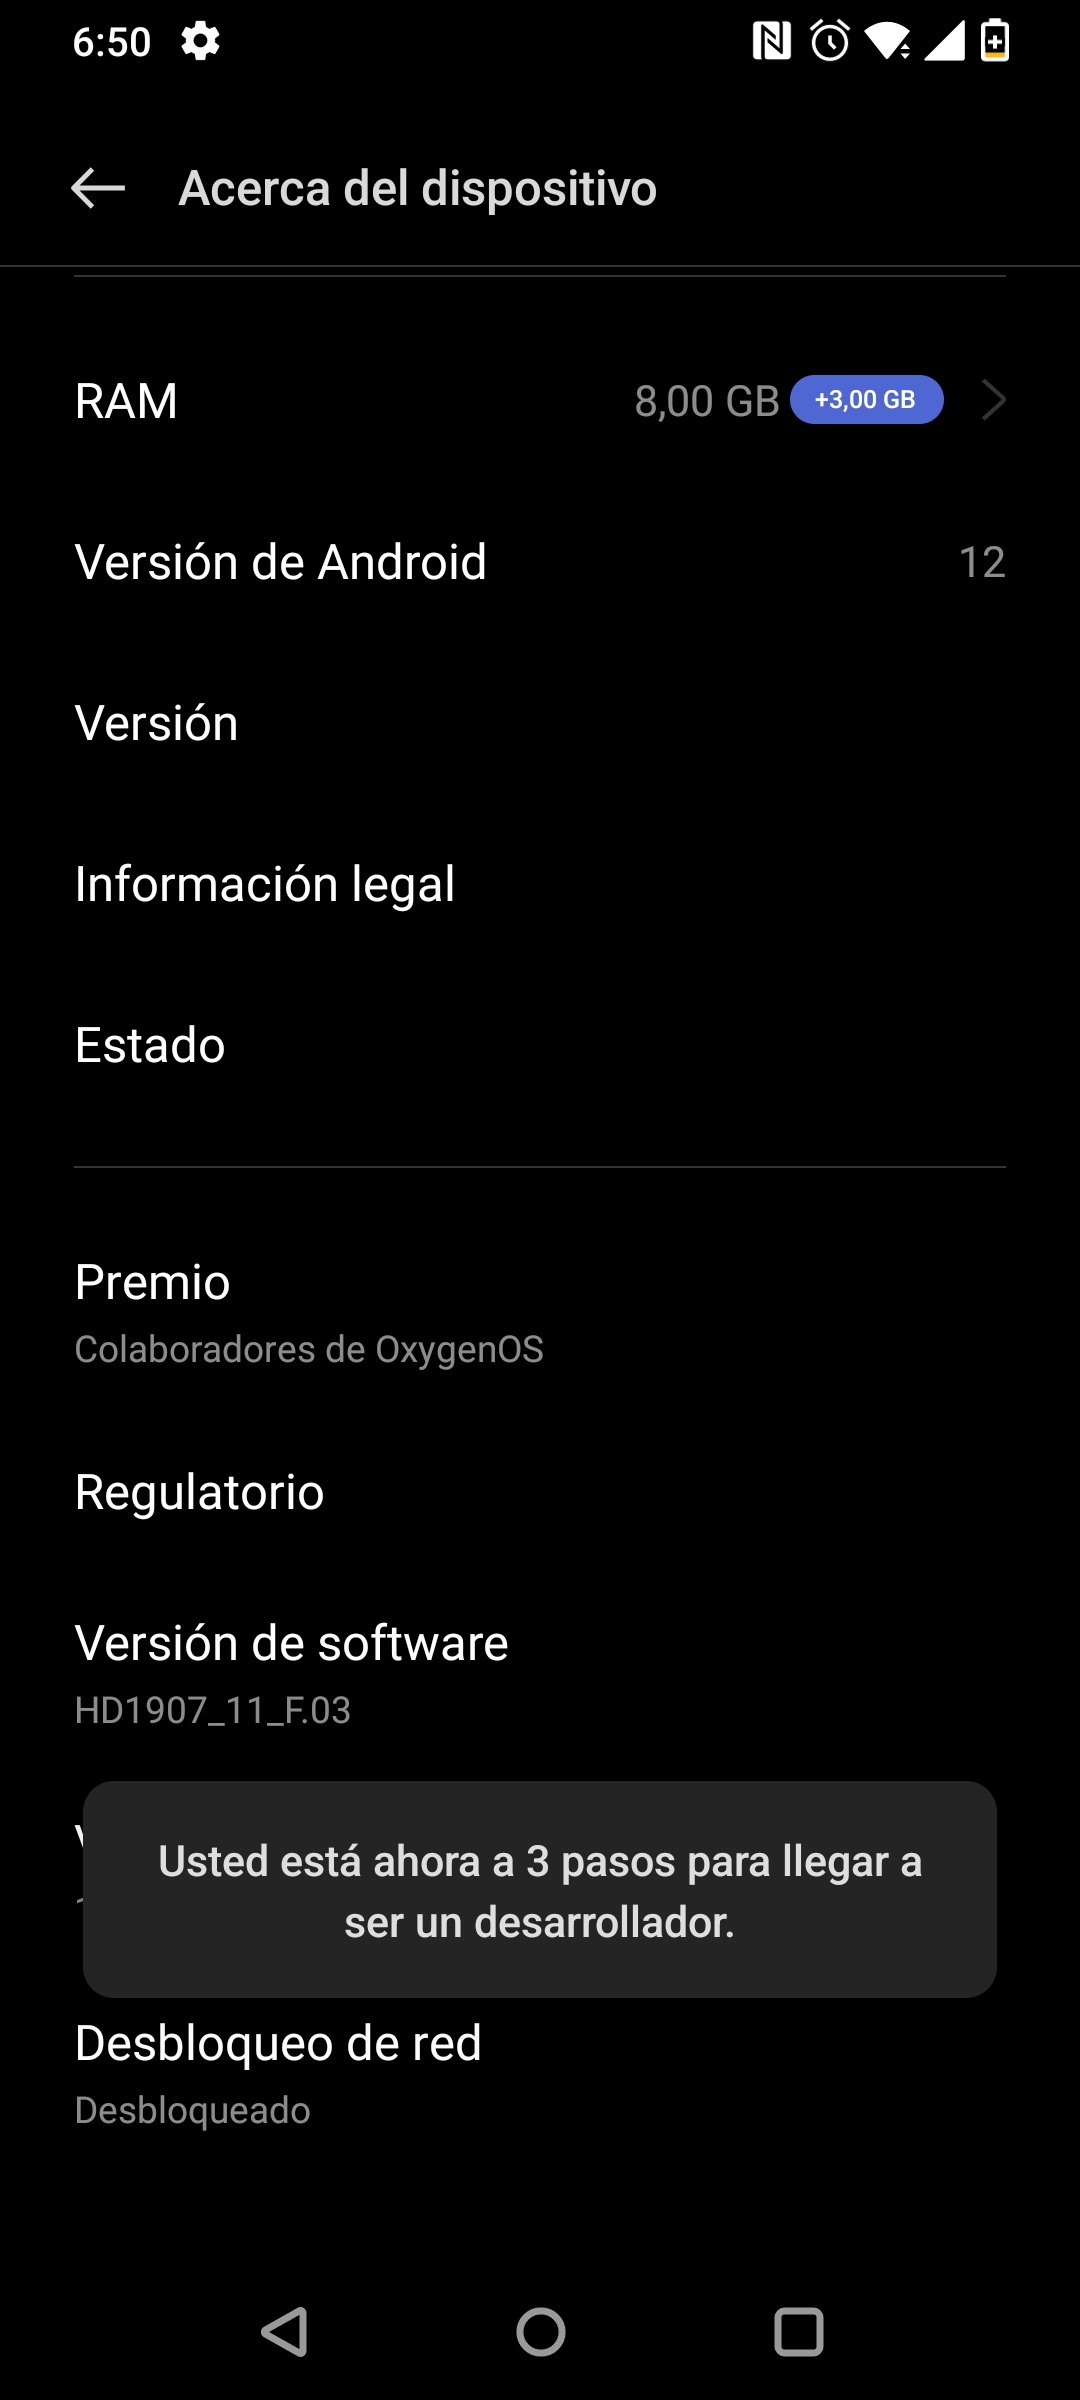 6:50
Acerca del dispositivo
RAM 8,00 GB +3,00 GB
Versión de Android 12
Versión
Información legal
Estado
Premio
Colaboradores de OxygenOS
Regulatorio
Versión de software
HD1907_11_F.03
Usted está ahora a 3 pasos para llegar a
ser un desarrollador.
Desbloqueo de red
Desbloqueado